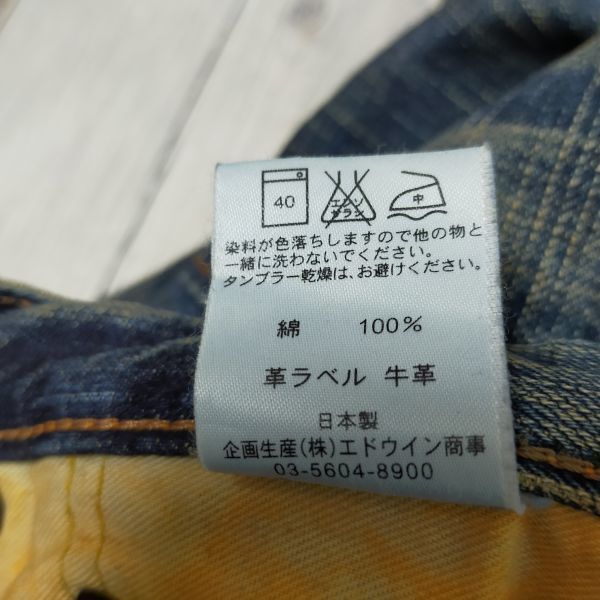 40 エンソ 中
サラシ
染料が色落ちしますので他の物と
一緒に洗わないでください。
タンブラー乾燥は、お避けください。
綿 100%
革ラベル 牛革
日本製
企画生産(株)エドウイン商事
03-5604-8900